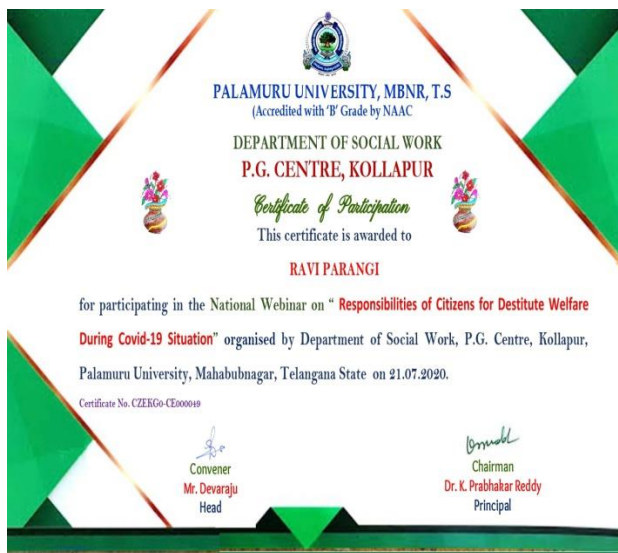 PALAMURU UNIVERSITY, MBNR, T.S
(Accredited with 'B' Grade by NAAC
DEPARTMENT OF SOCIAL WORK
P.G. CENTRE, KOLLAPUR
Certificate of Participation
This certificate is awarded to
RAVI PARANGI
for participating in the National Webinar on " Responsibilities of Citizens for Destitute Welfare
During Covid-19 Situation" organised by Department of Social Work, P.G. Centre, Kollapur,
Palamuru University, Mahabubnagar, Telangana State on 21.07.2020.
Certificate No. CZEKG0-CE000049
Convener
Mr. Devaraju
Head
Chairman
Dr. K. Prabhakar Reddy
Principal